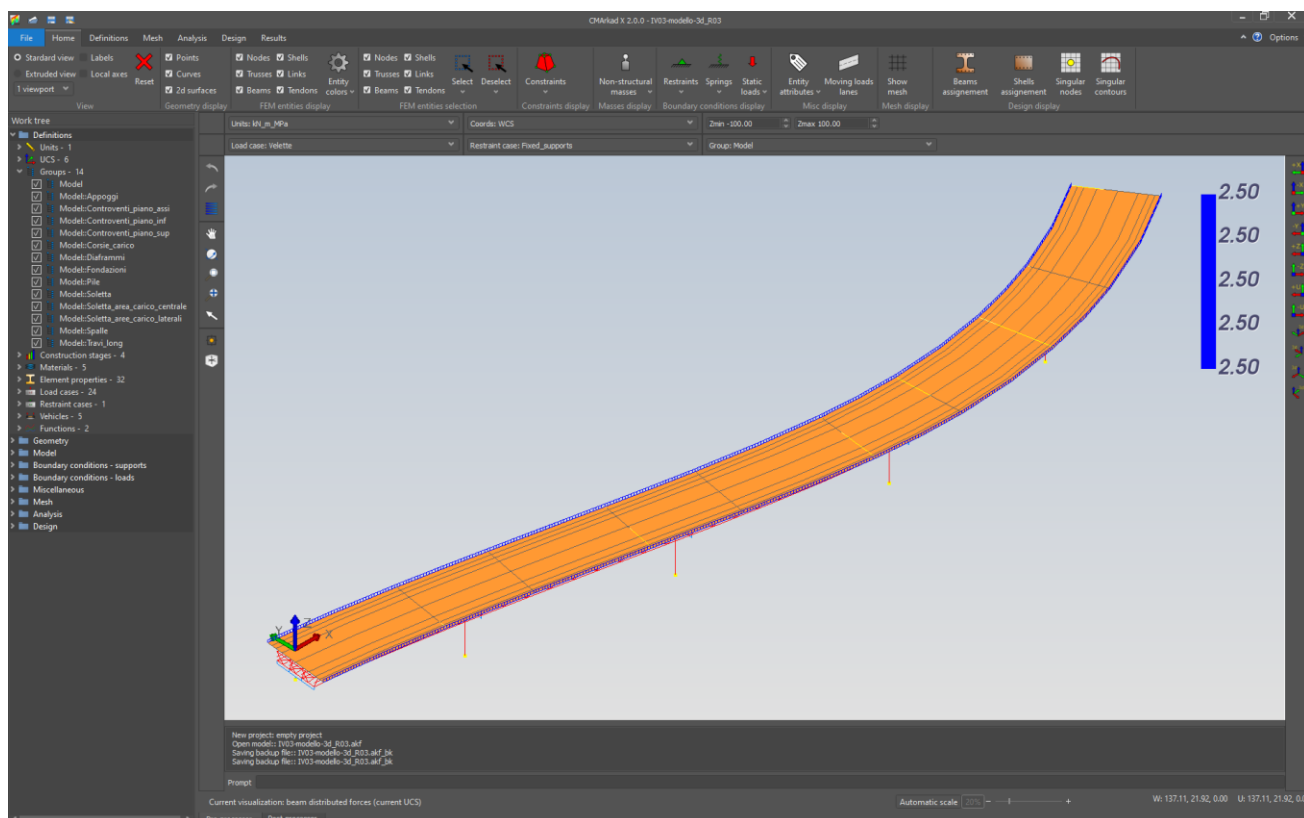 CMArkad X 2.0.0 - IV03-modello-3d_R03
File Home Definitions Mesh Analysis Design Results
Options
Standard view Labels
Extruded view Local axes
1 viewport
Reset
View
Points
Curves
2d surfaces
Geometry display
Nodes Shells
Trusses Links
Beams Tendons
Entity colors
FEM entities display
Nodes Shells
Trusses Links
Beams Tendons
Select
Deselect
FEM entities selection
Constraints
Constraints display
Non-structural masses
Masses display
Restraints Springs Static loads
Boundary conditions display
Entity attributes
Moving loads lanes
Misc display
Show mesh
Mesh display
Beams assignement
Shells assignement
Singular nodes
Singular contours
Design display
Work tree
Definitions
Units - 1
UCS - 6
Groups - 14
Model
Model::Appoggi
Model::Controventi_piano_assi
Model::Controventi_piano_inf
Model::Controventi_piano_sup
Model::Corsie_carico
Model::Diaframmi
Model::Fondazioni
Model::Pile
Model::Soletta
Model::Soletta_area_carico_centrale
Model::Soletta_aree_carico_laterali
Model::Spalle
Model::Travi_long
Construction stages - 4
Materials - 5
Element properties - 32
Load cases - 24
Restraint cases - 1
Vehicles - 5
Functions - 2
Geometry
Model
Boundary conditions - supports
Boundary conditions - loads
Miscellaneous
Mesh
Analysis
Design
Units: kN_m_MPa
Coords: WCS
Zmin -100.00
Zmax 100.00
Load case: Velette
Restraint case: Fixed_supports
Group: Model
2.50
2.50
2.50
2.50
2.50
Z
Y
X
New project: empty project
Open model:: IV03-modello-3d_R03.akf
Saving backup file:: IV03-modello-3d_R03.akf_bk
Saving backup file:: IV03-modello-3d_R03.akf_bk
Prompt
Current visualization: beam distributed forces (current UCS)
Automatic scale 20% - +
W: 137.11, 21.92, 0.00 U: 137.11, 21.92, 0.0